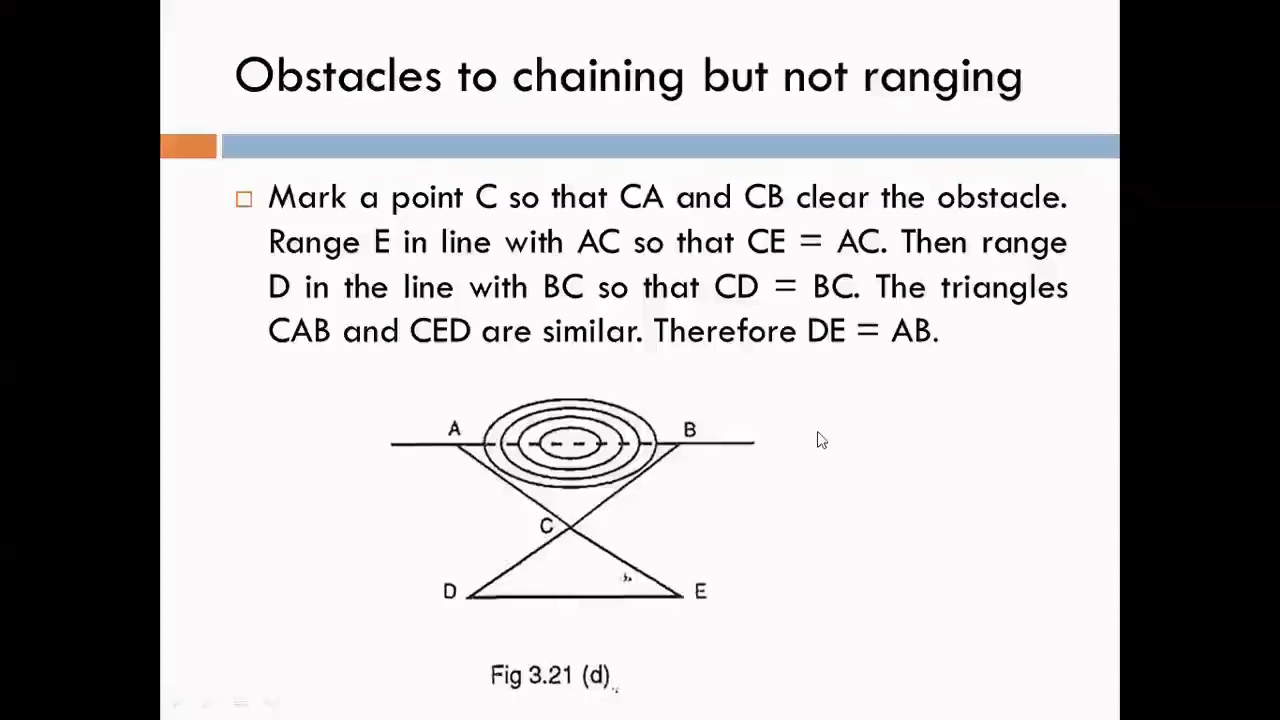 Obstacles to chaining but not ranging
Mark a point C so that CA and CB clear the obstacle.
Range E in line with AC so that CE = AC. Then range
D in the line with BC so that CD = BC. The triangles
CAB and CED are similar. Therefore DE = AB.
A
B
C
D
E
Fig 3.21 (d)